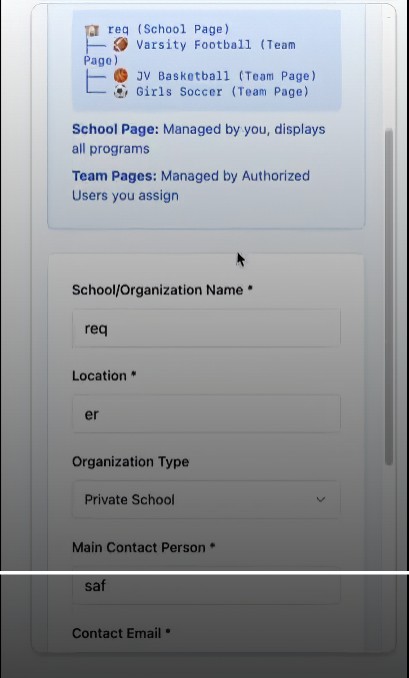 req (School Page)
Varsity Football (Team
Page)
JV Basketball (Team Page)
Girls Soccer (Team Page)
School Page: Managed by you, displays
all programs
Team Pages: Managed by Authorized
Users you assign
School/Organization Name *
req
Location *
er
Organization Type
Private School
Main Contact Person *
saf
Contact Email *